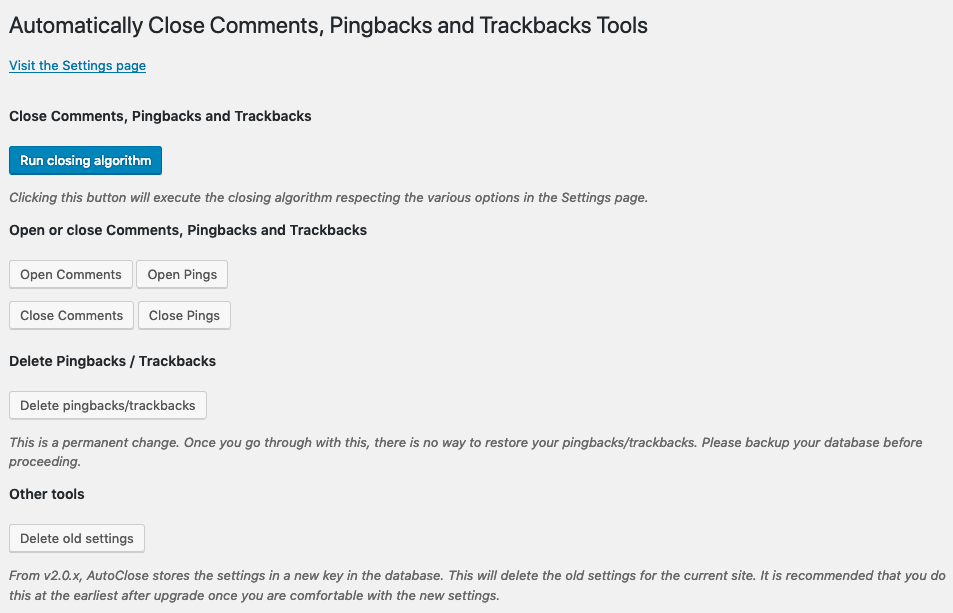 Automatically Close Comments, Pingbacks and Trackbacks Tools
Visit the Settings page
Close Comments, Pingbacks and Trackbacks
Run closing algorithm
Clicking this button will execute the closing algorithm respecting the various options in the Settings page.
Open or close Comments, Pingbacks and Trackbacks
Open Comments Open Pings
Close Comments Close Pings
Delete Pingbacks / Trackbacks
Delete pingbacks/trackbacks
This is a permanent change. Once you go through with this, there is no way to restore your pingbacks/trackbacks. Please backup your database before
proceeding.
Other tools
Delete old settings
From v2.0.x, AutoClose stores the settings in a new key in the database. This will delete the old settings for the current site. It is recommended that you do
this at the earliest after upgrade once you are comfortable with the new settings.